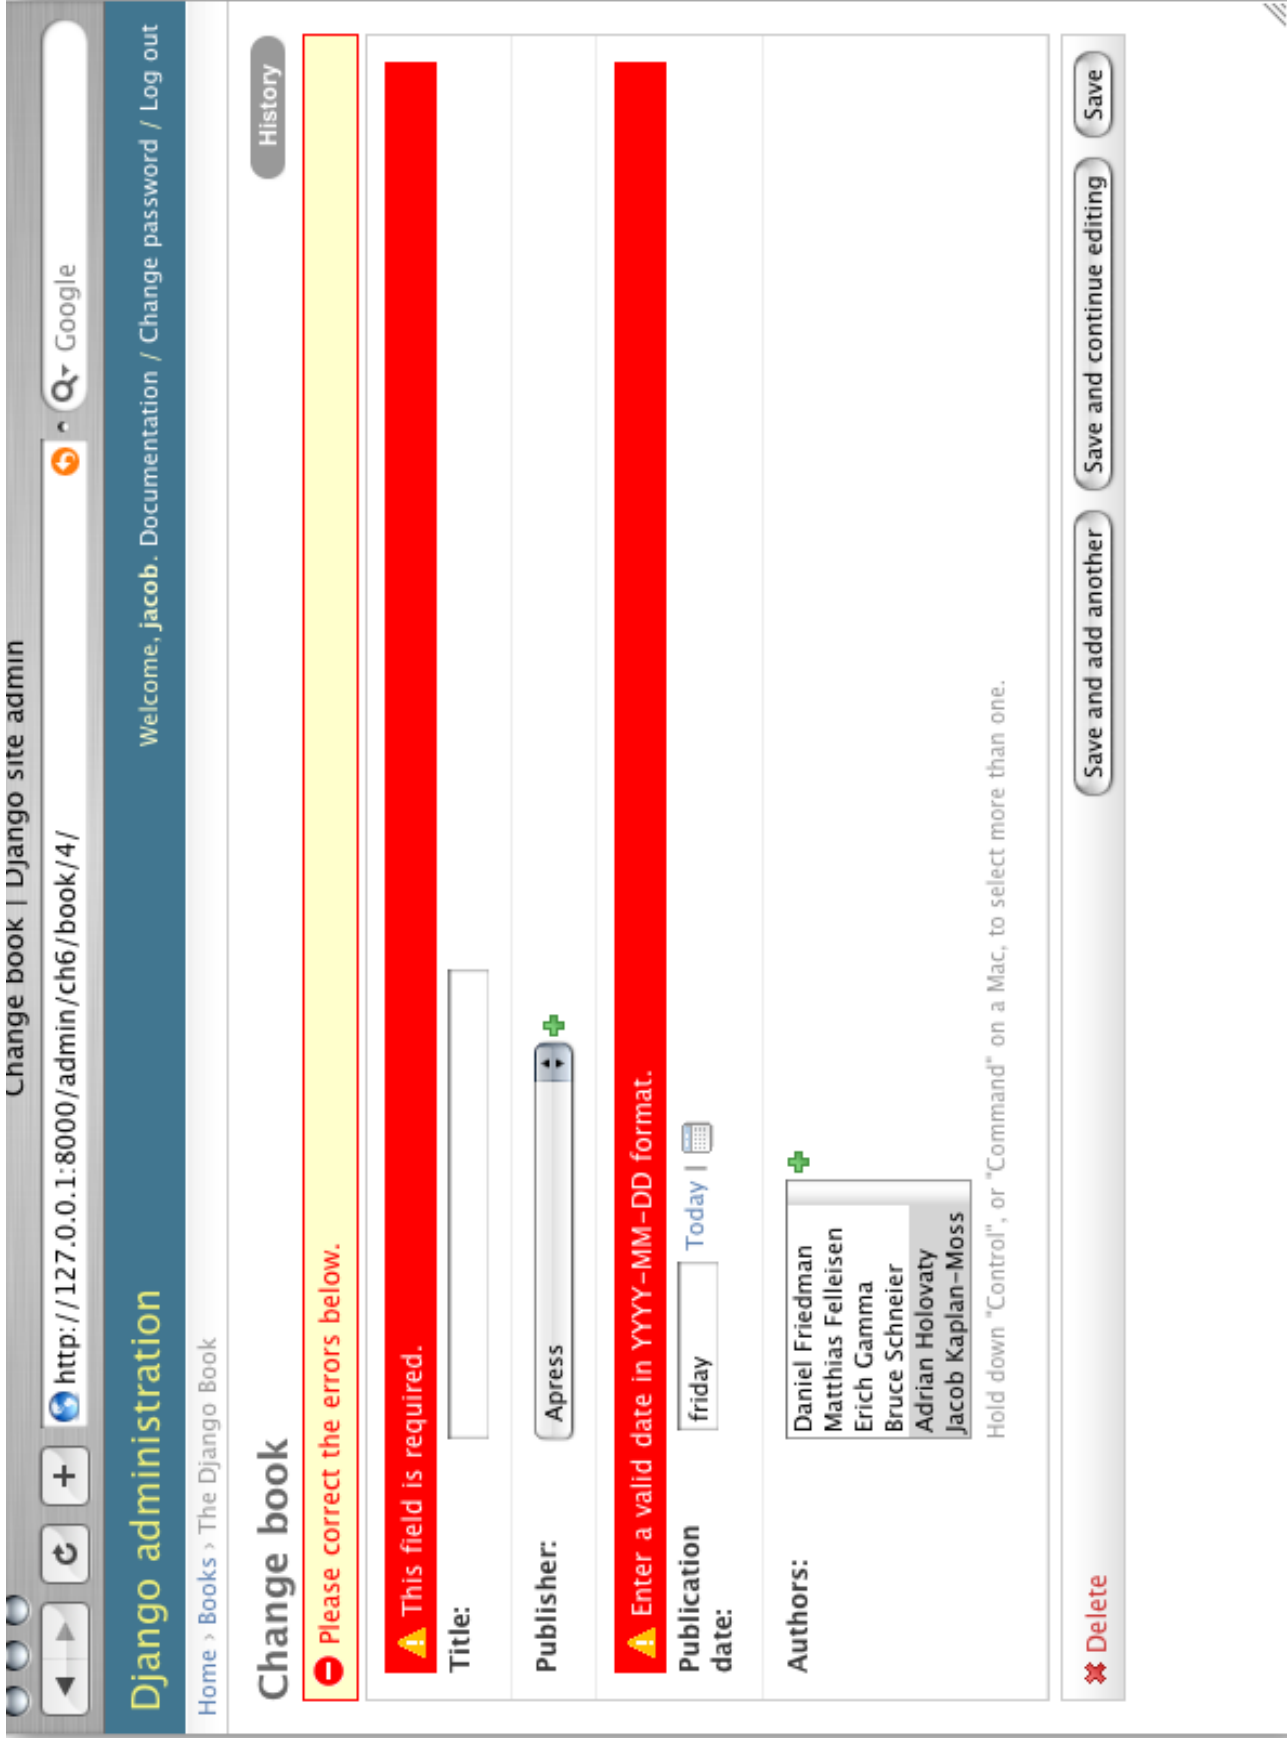 Change book | Django site admin
http://127.0.0.1:8000/admin/ch6/book/4/
Google
Django administration
Welcome, jacob. Documentation / Change password / Log out
Home › Books › The Django Book
Change book
History
Please correct the errors below.
This field is required.
Title:
Publisher:
Apress
Enter a valid date in YYYY-MM-DD format.
Publication date:
friday
Today |
Authors:
Daniel Friedman
Matthias Felleisen
Erich Gamma
Bruce Schneier
Adrian Holovaty
Jacob Kaplan-Moss
Hold down "Control", or "Command" on a Mac, to select more than one.
Delete
Save and add another
Save and continue editing
Save